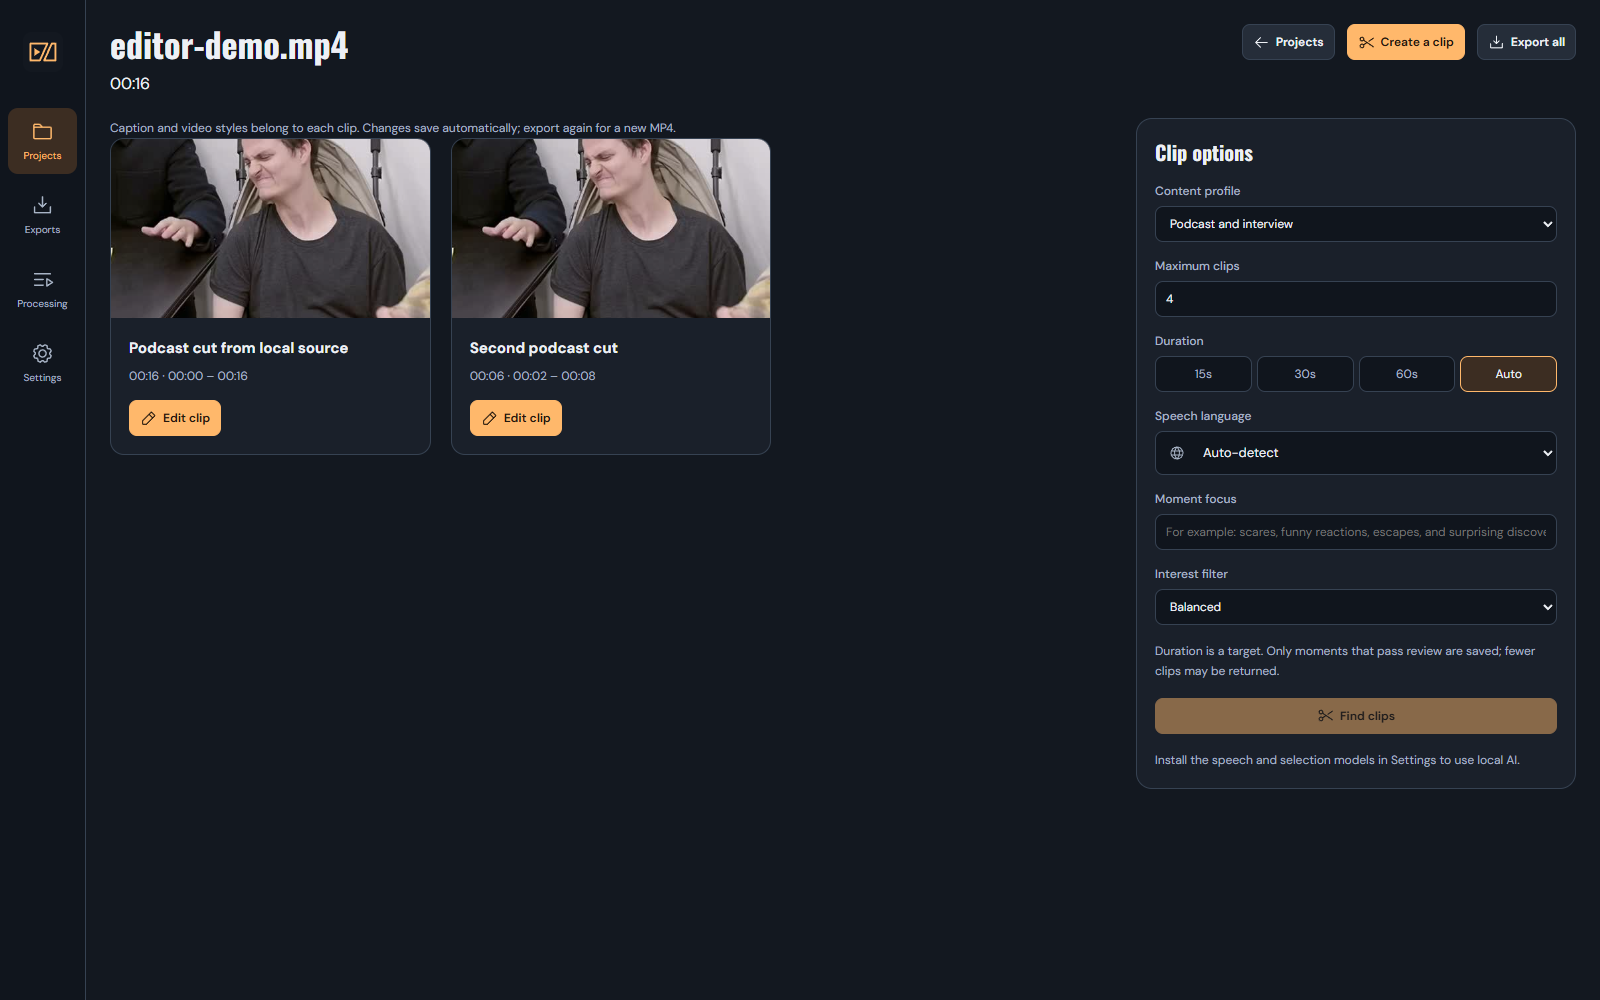 editor-demo.mp4
00:16
Projects
Create a clip
Export all
Projects
Exports
Processing
Settings
Caption and video styles belong to each clip. Changes save automatically; export again for a new MP4.
Podcast cut from local source
00:16 · 00:00 – 00:16
Edit clip
Second podcast cut
00:06 · 00:02 – 00:08
Edit clip
Clip options
Content profile
Podcast and interview
Maximum clips
4
Duration
15s
30s
60s
Auto
Speech language
Auto-detect
Moment focus
For example: scares, funny reactions, escapes, and surprising discove
Interest filter
Balanced
Duration is a target. Only moments that pass review are saved; fewer
clips may be returned.
Find clips
Install the speech and selection models in Settings to use local AI.